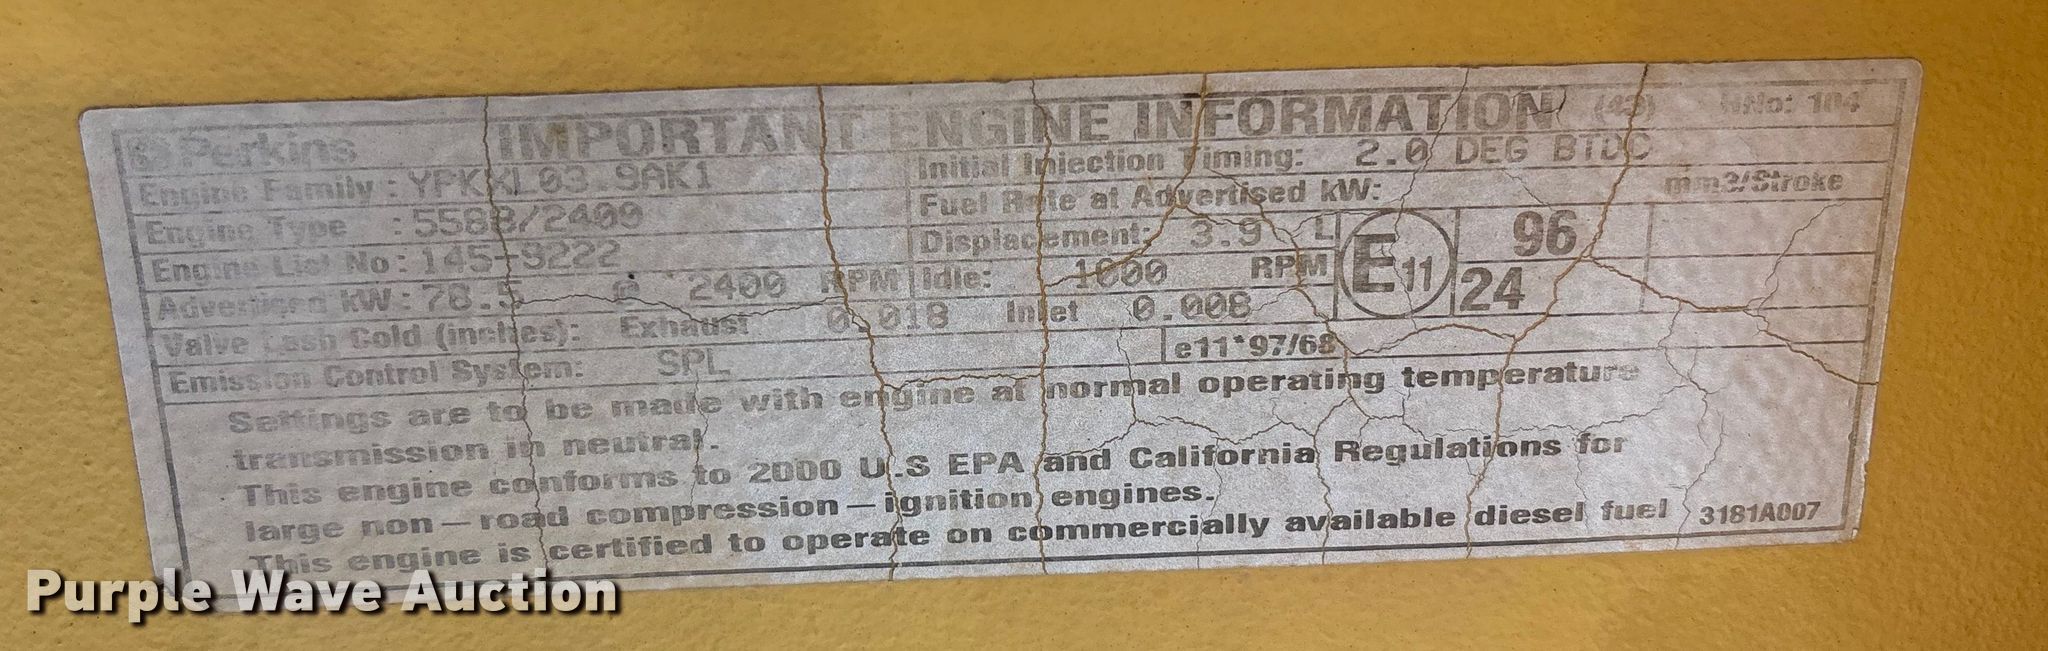 Perkins IMPORTANT ENGINE INFORMATION (43) HNo: 104
Engine Family : YPKXL03.9AK1 Initial Injection Timing: 2.0 DEG BTDC
Engine Type : 5588/2400 Fuel Rate at Advertised kW: mm3/Stroke
Engine List No: 145-9222 Displacement: 3.9 L
Advertised kW: 78.5 @ 2400 RPM Idle: 1000 RPM
E11 96
24
Valve Lash Cold (inches): Exhaust 0.018 Inlet 0.008
Emission Control System: SPL e11*97/68
Settings are to be made with engine at normal operating temperature
transmission in neutral.
This engine conforms to 2000 U.S EPA and California Regulations for
large non-road compression-ignition engines.
This engine is certified to operate on commercially available diesel fuel 3181A007
Purple Wave Auction